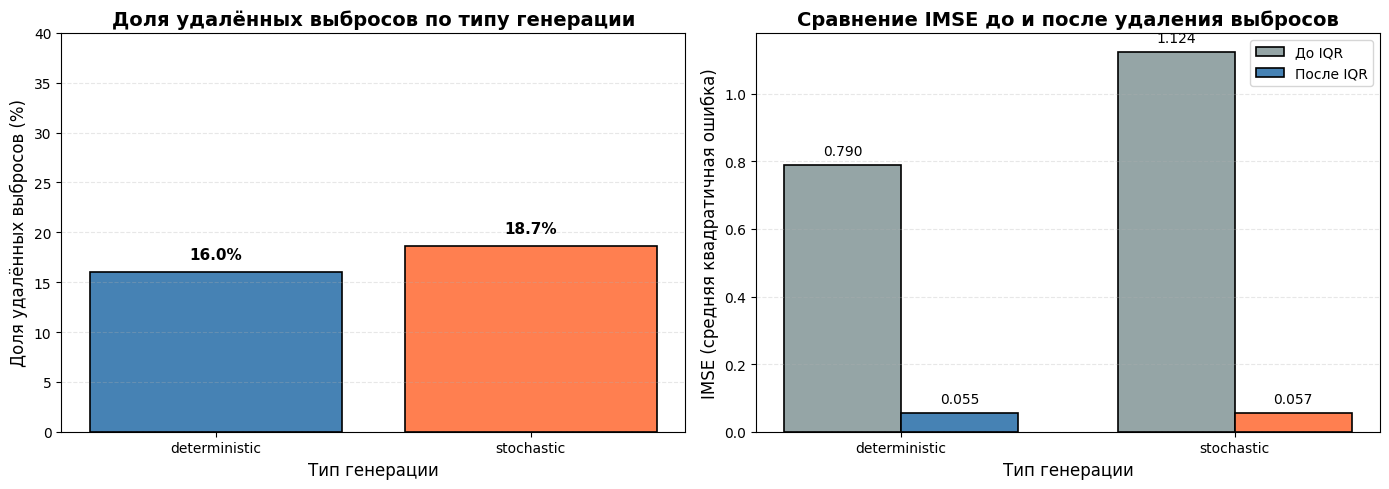 Доля удалённых выбросов по типу генерации
Доля удалённых выбросов (%)
40
35
30
25
20
15
10
5
0
16.0%
18.7%
deterministic
stochastic
Тип генерации
Сравнение IMSE до и после удаления выбросов
IMSE (средняя квадратичная ошибка)
1.0
0.8
0.6
0.4
0.2
0.0
0.790
0.055
1.124
0.057
До IQR
После IQR
deterministic
stochastic
Тип генерации